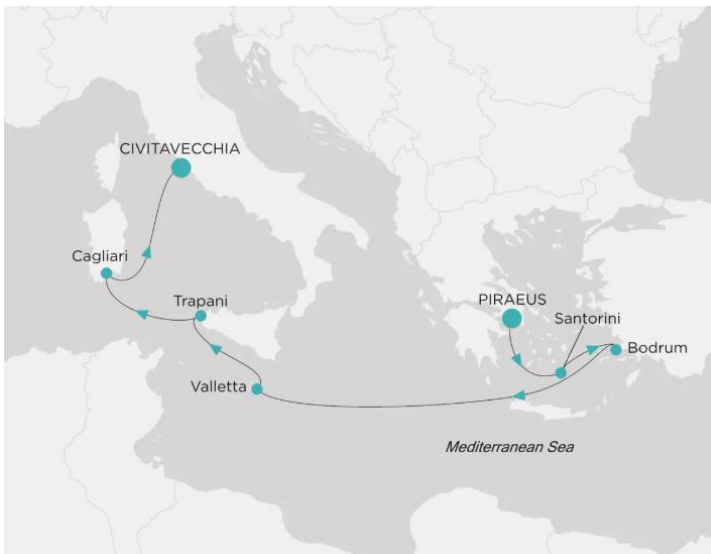 CIVITAVECCHIA
Cagliari
Trapani
PIRAEUS
Santorini
Bodrum
Valletta
Mediterranean Sea